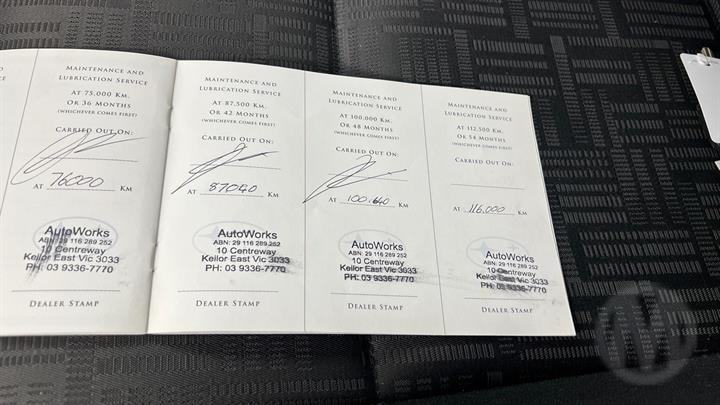 MAINTENANCE AND
LUBRICATION SERVICE
AT 75,000 KM.
OR 36 MONTHS
(WHICHEVER COMES FIRST)
CARRIED OUT ON:
AT 76000 KM
AutoWorks
ABN: 29 116 289 252
10 Centreway
Keilor East Vic 3033
PH: 03 9336-7770
DEALER STAMP
MAINTENANCE AND
LUBRICATION SERVICE
AT 87,500 KM.
OR 42 MONTHS
(WHICHEVER COMES FIRST)
CARRIED OUT ON:
AT 87040 KM
AutoWorks
ABN: 29 116 289 252
10 Centreway
Keilor East Vic 3033
PH: 03 9336-7770
DEALER STAMP
MAINTENANCE AND
LUBRICATION SERVICE
AT 100,000 KM.
OR 48 MONTHS
(WHICHEVER COMES FIRST)
CARRIED OUT ON:
AT 100.640 KM
AutoWorks
ABN: 29 116 289 252
10 Centreway
Keilor East Vic 3033
PH: 03 9336-7770
DEALER STAMP
MAINTENANCE AND
LUBRICATION SERVICE
AT 112,500 KM.
OR 54 MONTHS
(WHICHEVER COMES FIRST)
CARRIED OUT ON:
AT 116,000 KM
AutoWorks
ABN: 29 116 289 252
10 Centreway
Keilor East Vic 3033
PH: 03 9336-7770
DEALER STAMP